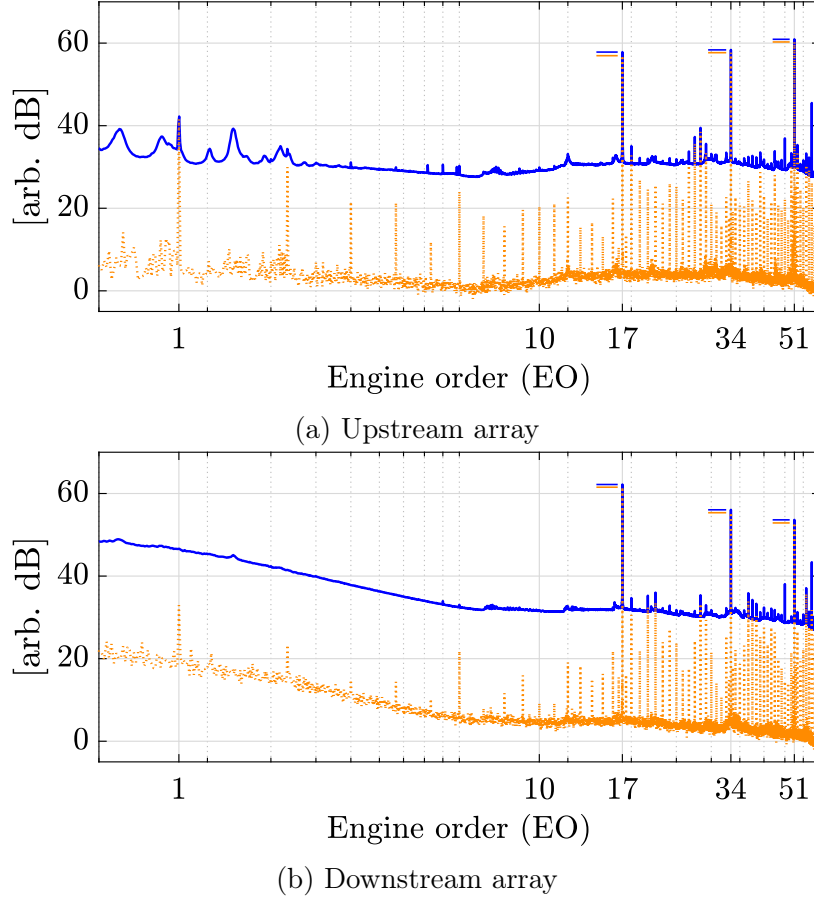 60
40
20
0
[arb. dB]
1 10 17 34 51
Engine order (EO)
(a) Upstream array
60
40
20
0
[arb. dB]
1 10 17 34 51
Engine order (EO)
(b) Downstream array